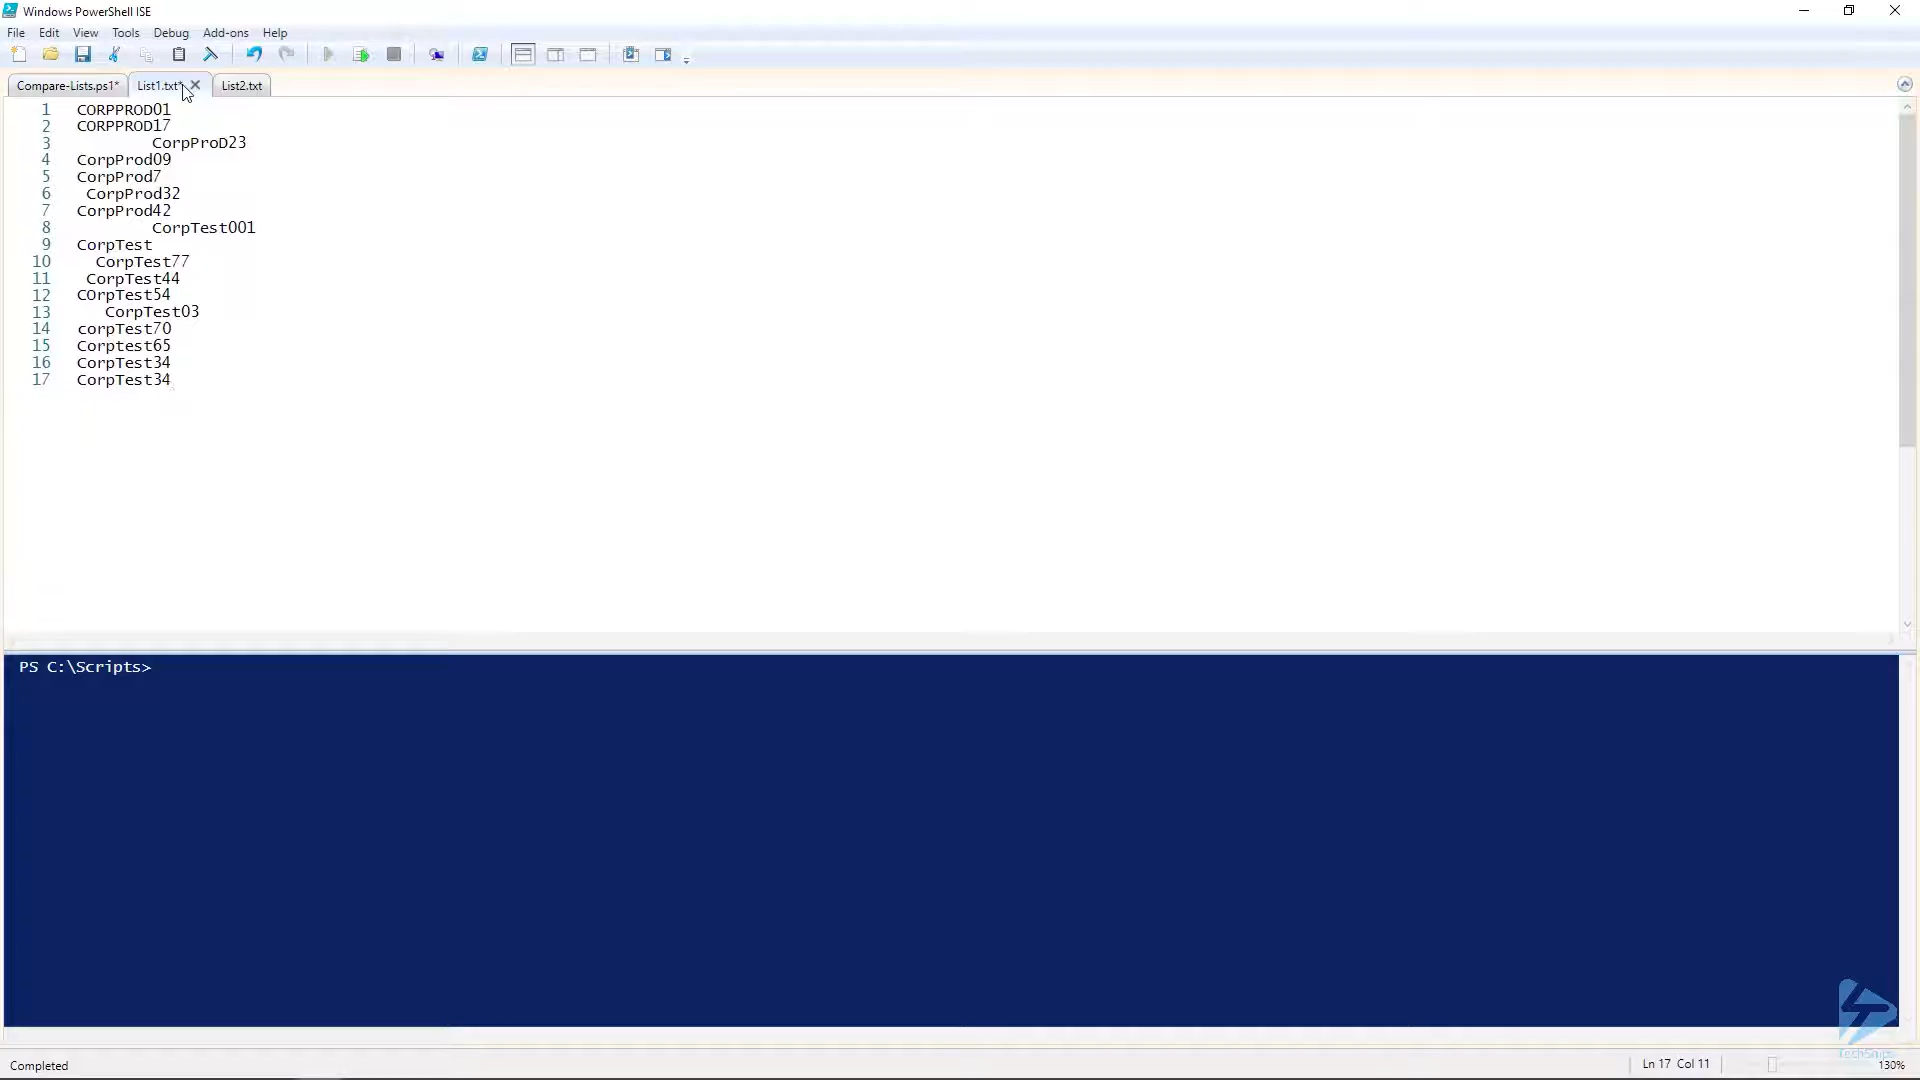 Windows PowerShell ISE
File Edit View Tools Debug Add-ons Help
Compare-Lists.ps1* List1.txt* List2.txt
1 CORPPROD01
2 CORPPROD17
3 CorpProD23
4 CorpProd09
5 CorpProd7
6 CorpProd32
7 CorpProd42
8 CorpTest001
9 CorpTest
10 CorpTest77
11 CorpTest44
12 COrpTest54
13 CorpTest03
14 corpTest70
15 Corptest65
16 CorpTest34
17 CorpTest34
PS C:\Scripts>
TechSnips
Completed Ln 17 Col 11 130%